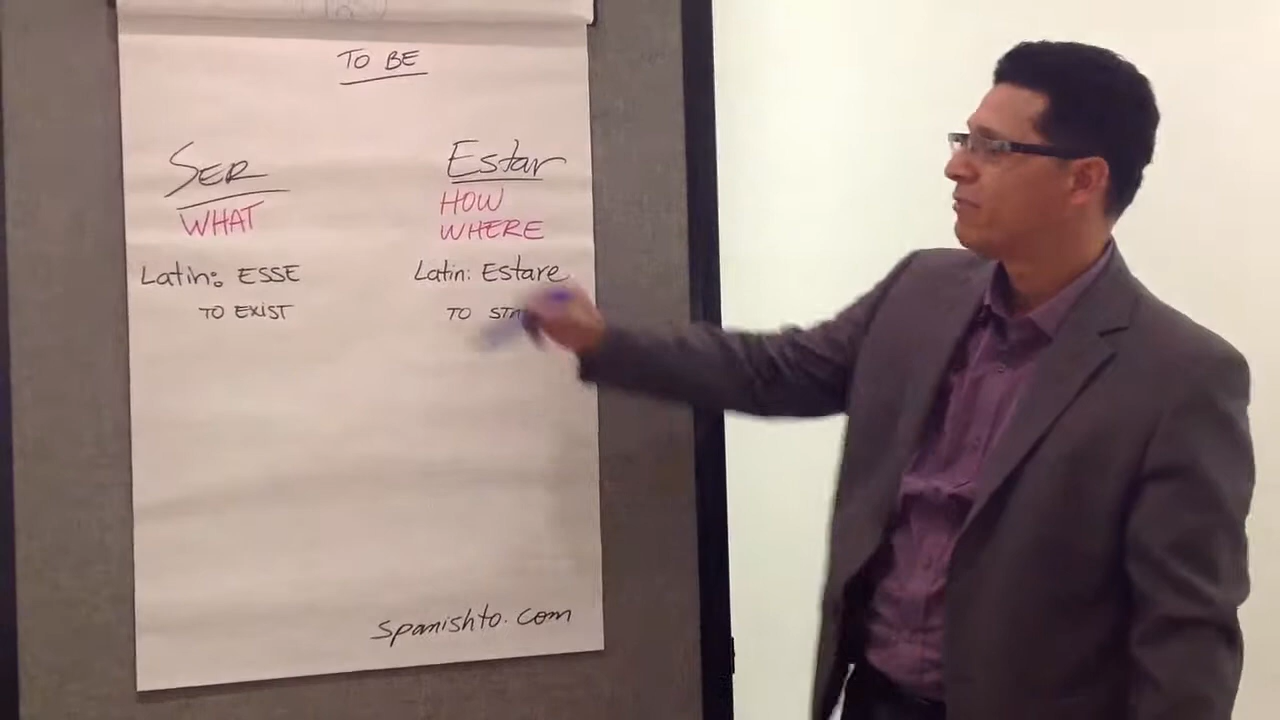 TO BE
SER
WHAT
Latin: ESSE
TO EXIST
Estar
HOW
WHERE
Latin: Estare
TO
spanishto.com